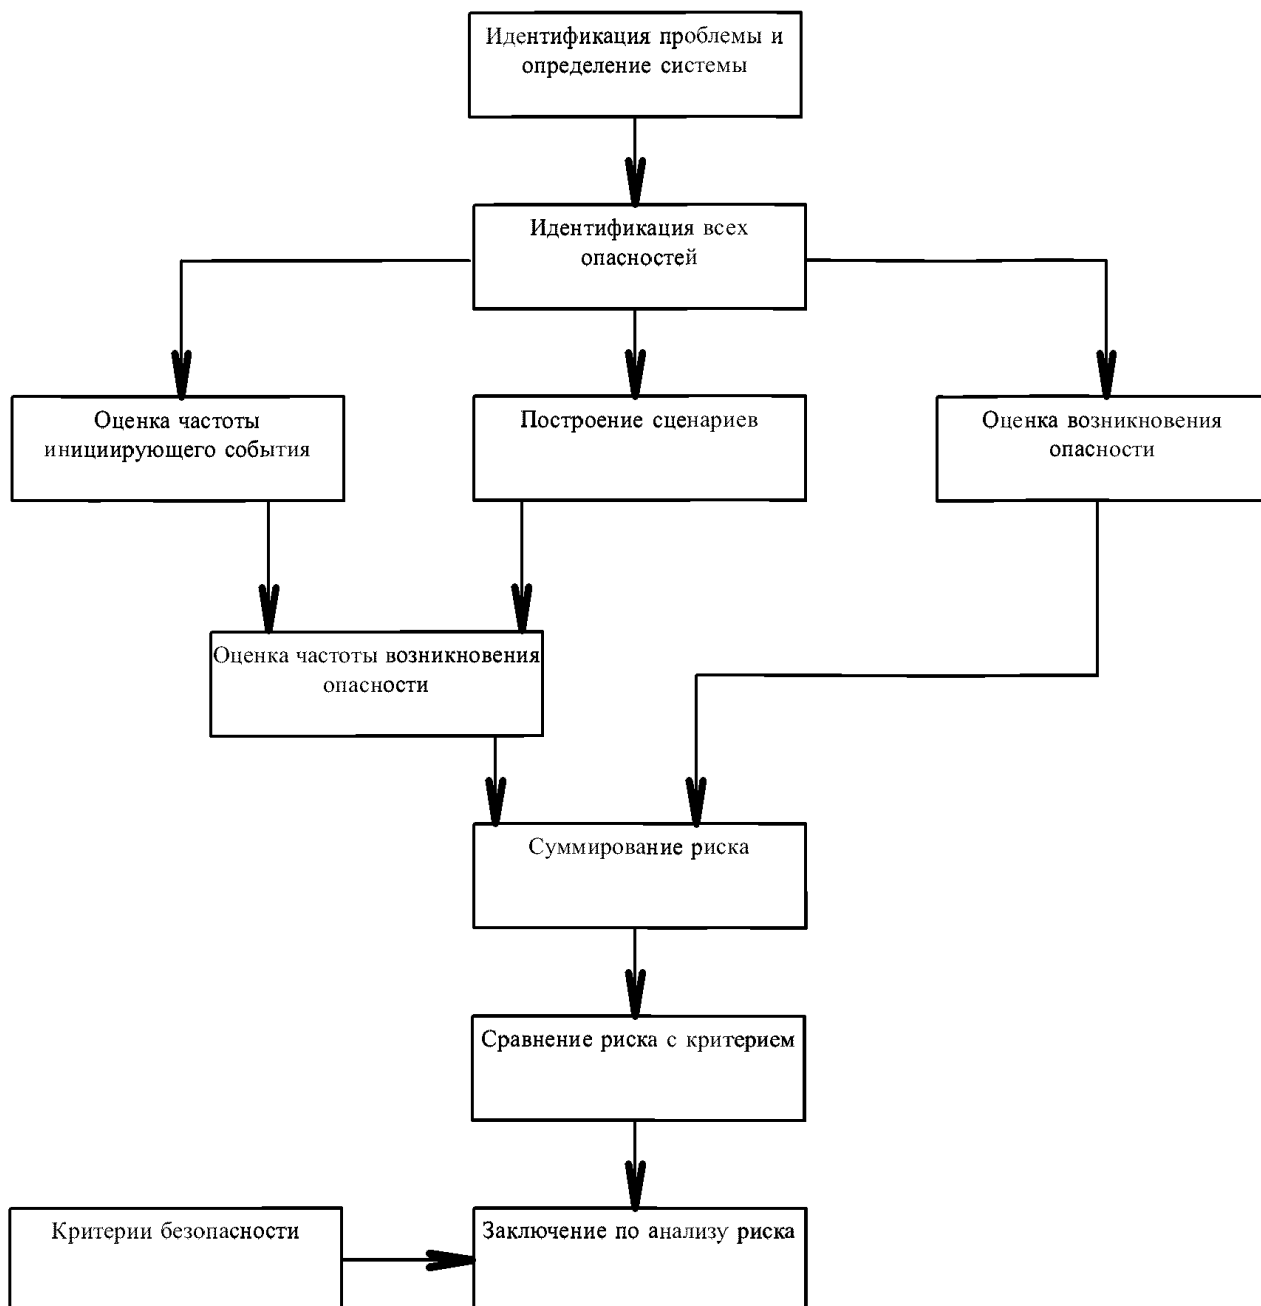 Идентификация проблемы и
определение системы
Идентификация всех
опасностей
Оценка частоты
инициирующего события
Построение сценариев
Оценка возникновения
опасности
Оценка частоты возникновения
опасности
Суммирование риска
Сравнение риска с критерием
Критерии безопасности
Заключение по анализу риска